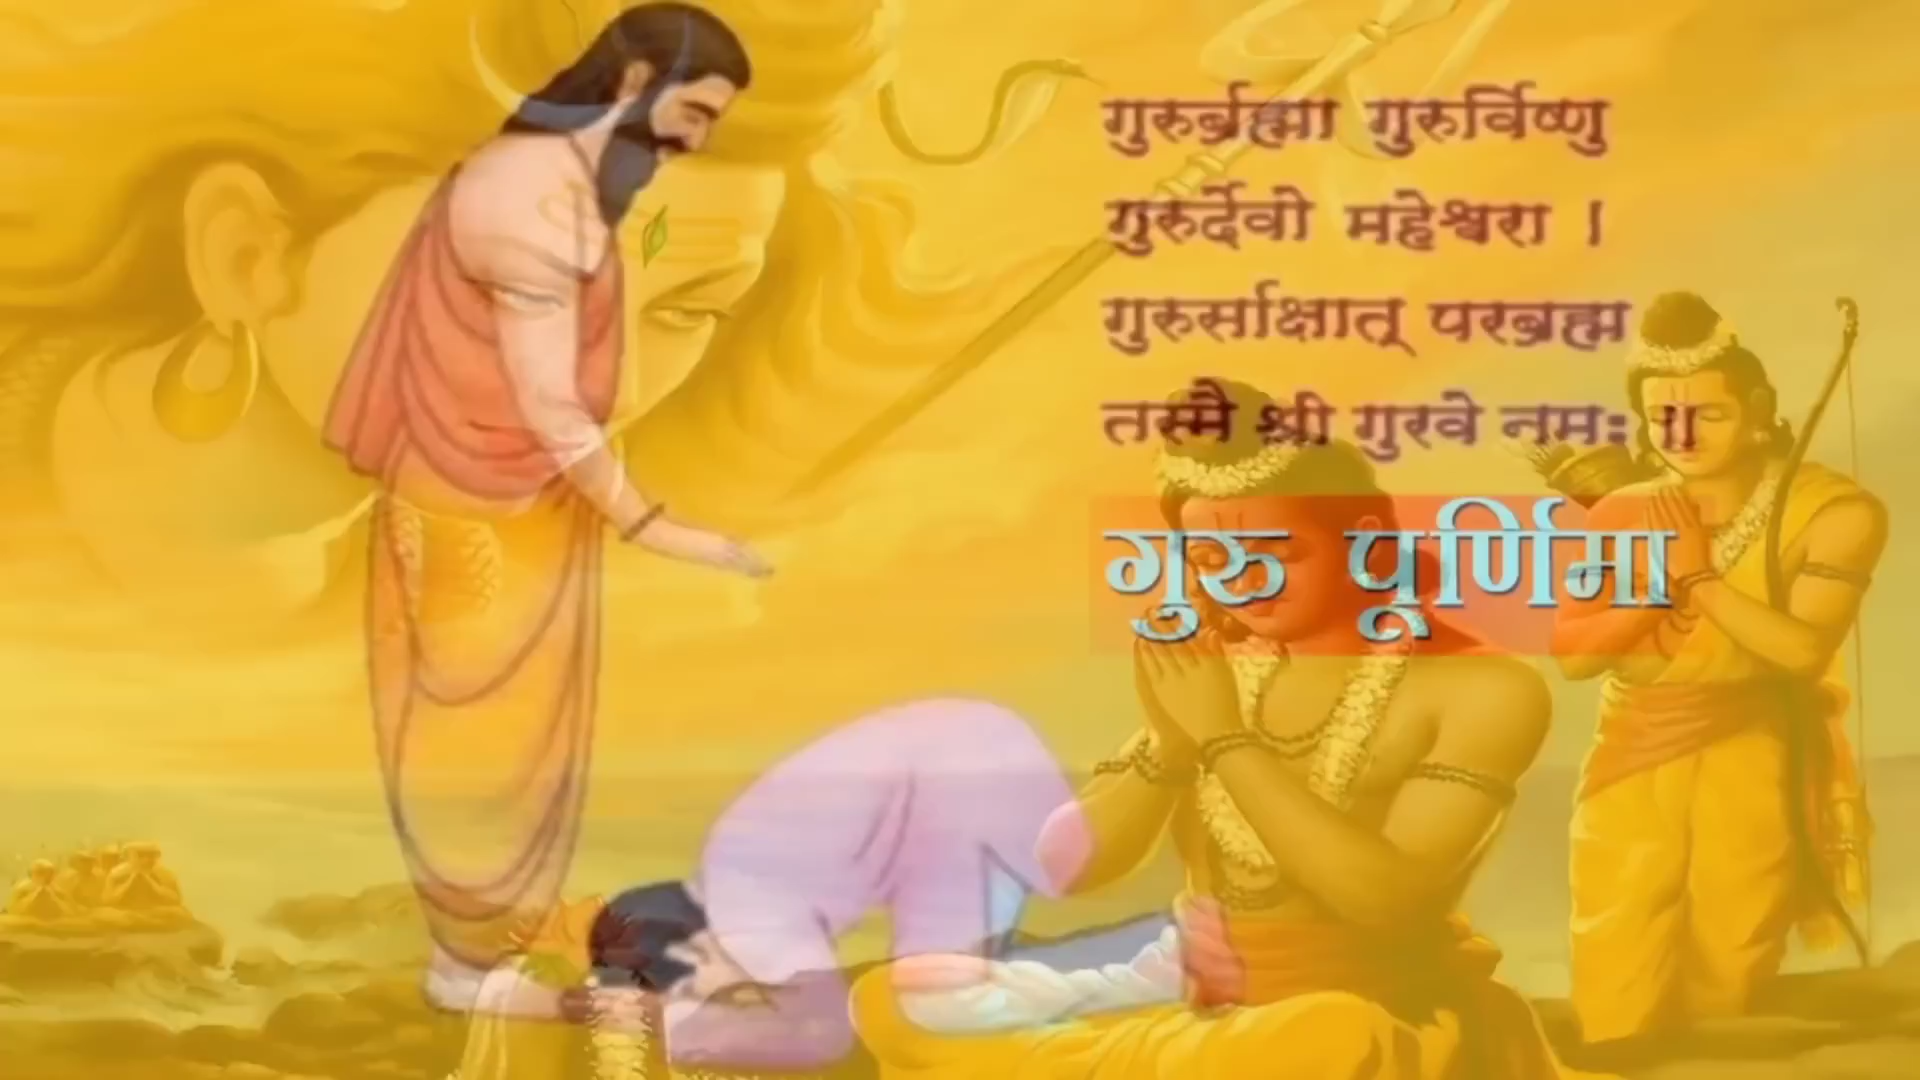 गुरुर्ब्रह्मा गुरुर्विष्णु
गुरुर्देवो महेश्वरा ।
गुरुर्साक्षात् परब्रह्म
तस्मै श्री गुरवे नमः ॥
गुरु पूर्णिमा